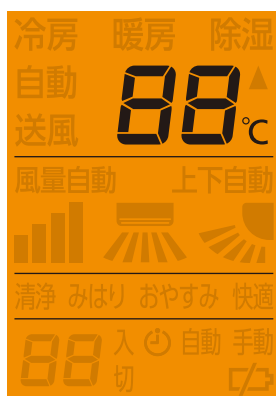 冷房 暖房 除湿
自動 88℃
送風
風量自動 上下自動
清浄 みはり おやすみ 快適
88 入 自動 手動
切